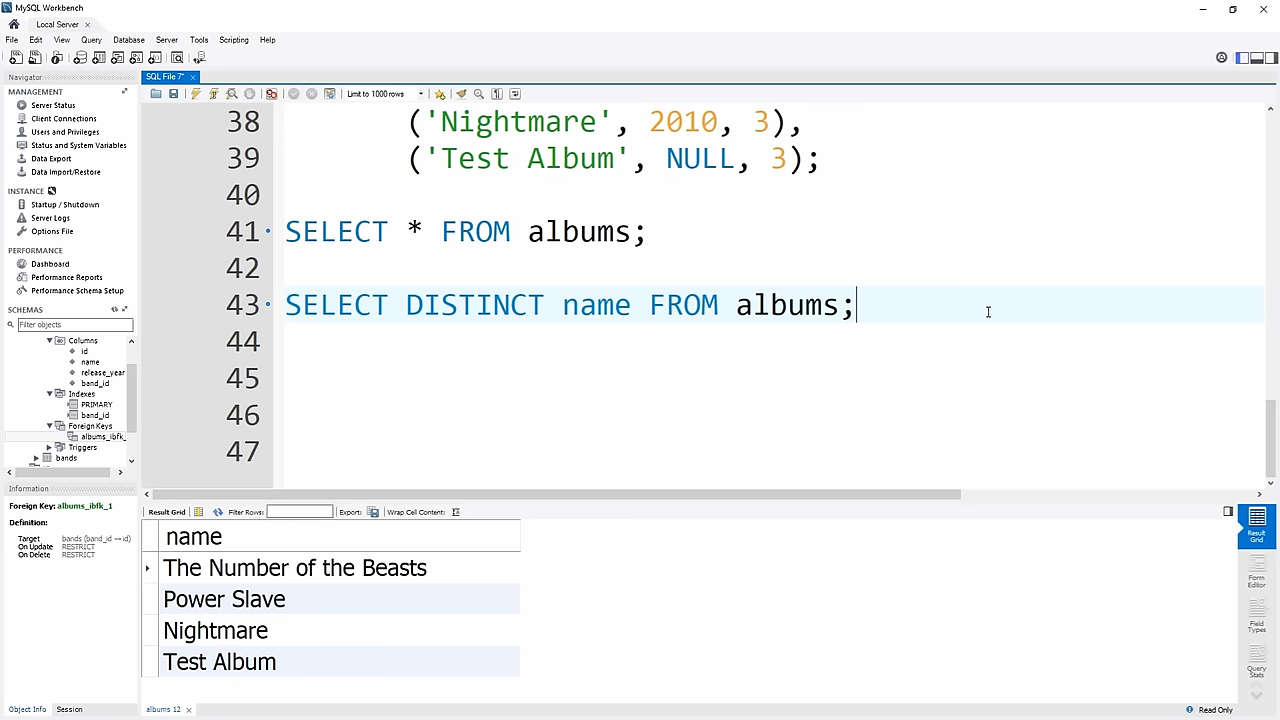 MySQL Workbench
Local Server
File Edit View Query Database Server Tools Scripting Help
Navigator
SQL File 7*
MANAGEMENT
Server Status
Client Connections
Users and Privileges
Status and System Variables
Data Export
Data Import/Restore
INSTANCE
Startup / Shutdown
Server Logs
Options File
PERFORMANCE
Dashboard
Performance Reports
Performance Schema Setup
SCHEMAS
Filter objects
Columns
id
name
release_year
band_id
Indexes
PRIMARY
band_id
Foreign Keys
albums_ibfk_
Triggers
bands
Information
Foreign Key: albums_ibfk_1
Definition:
Target bands (band_id → id)
On Update RESTRICT
On Delete RESTRICT
Object Info Session
Limit to 1000 rows
38 ('Nightmare', 2010, 3),
39 ('Test Album', NULL, 3);
40
41 SELECT * FROM albums;
42
43 SELECT DISTINCT name FROM albums;
44
45
46
47
Result Grid Filter Rows: Export: Wrap Cell Content:
name
The Number of the Beasts
Power Slave
Nightmare
Test Album
Result Grid
Form Editor
Field Types
Query Stats
albums 12
Read Only